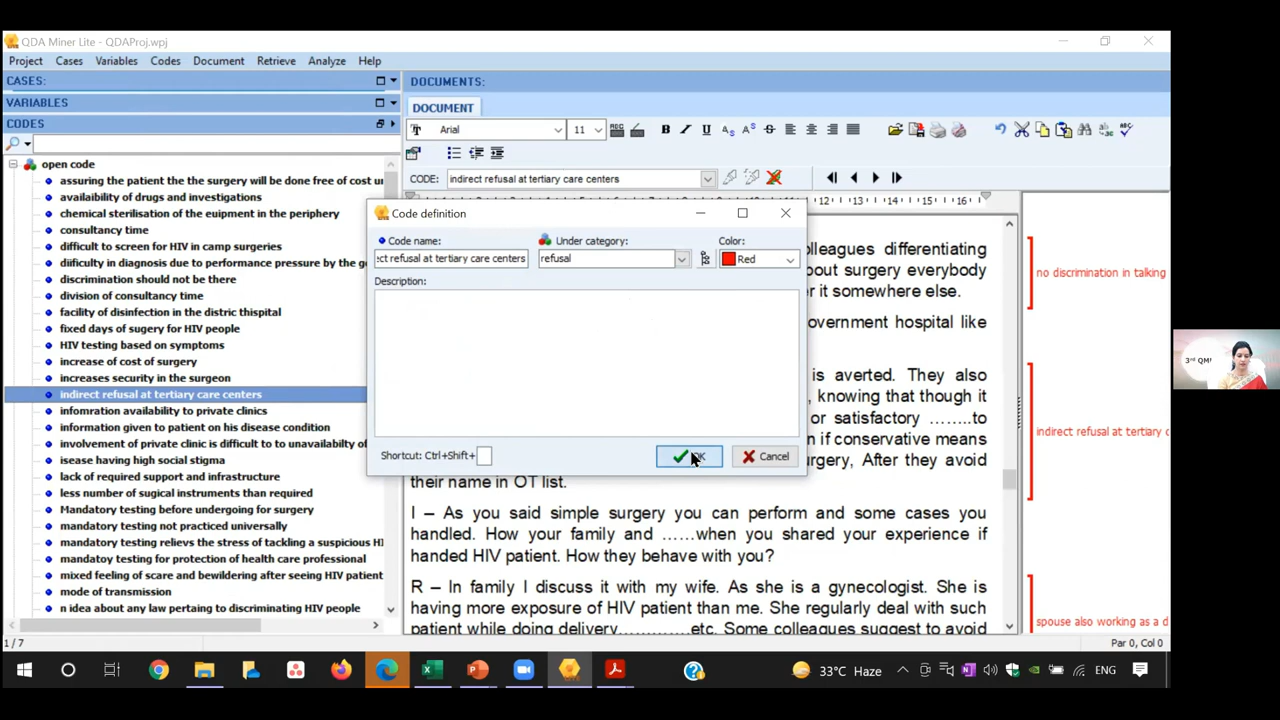 QDA Miner Lite - QDAProj.wpj
Project Cases Variables Codes Document Retrieve Analyze Help
CASES:
VARIABLES
CODES
open code
assuring the patient the the surgery will be done free of cost
availaibility of drugs and investigations
chemical sterilisation of the euipment in the periphery
consultancy time
difficult to screen for HIV in camp surgeries
diifficulty in diagnosis due to performance pressure by the
discrimination should not be there
division of consultancy time
facility of disinfection in the distric thispital
fixed days of sugery for HIV people
HIV testing based on symptoms
increase of cost of surgery
increases security in the surgeon
indirect refusal at tertiary care centers
infomration availability to private clinics
information given to patient on his disease condition
involvement of private clinic is difficult to to unavailabilty
isease having high social stigma
lack of required support and infrastructure
less number of sugical instruments than required
Mandatory testing before undergoing for surgery
mandatory testing not practiced universally
mandatory testing relieves the stress of tackling a suspicious
mandatoy testing for protection of health care professional
mixed feeling of scare and bewildering after seeing HIV patient
mode of transmission
n idea about any law pertaining to discriminating HIV people
1 / 7
DOCUMENTS:
DOCUMENT
Arial 11
CODE: indirect refusal at tertiary care centers
11 12 13 14 15 16
Code definition
Code name: Under category: Color:
refusal at tertiary care centers refusal Red
Description:
Shortcut: Ctrl+Shift+
OK Cancel
colleagues differentiating
surgery everybody
it somewhere else.
government hospital like
is averted. They also
, knowing that though it
or satisfactory ........to
if conservative means
After they avoid
their name in OT list.
I – As you said simple surgery you can perform and some cases you
handled. How your family and ......when you shared your experience if
handed HIV patient. How they behave with you?
R – In family I discuss it with my wife. As she is a gynecologist. She is
having more exposure of HIV patient than me. She regularly deal with such
patient while doing delivery.............etc. Some colleagues suggest to avoid
no discrimination in talking
indirect refusal at tertiary c
spouse also working as a d
Par 0, Col 0
3rd QM
33°C Haze
ENG